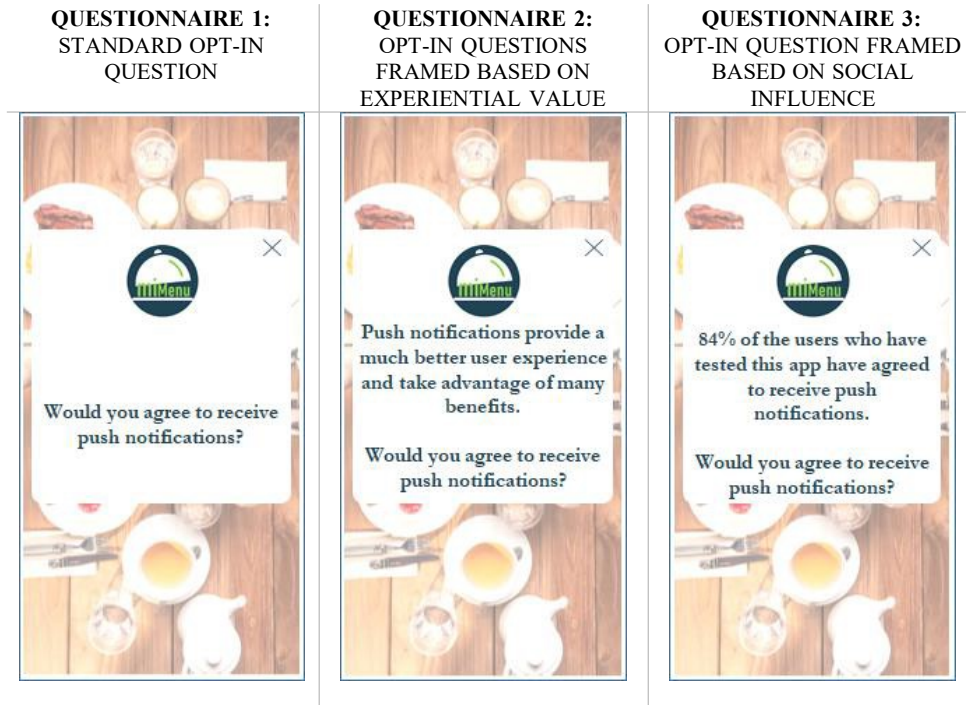 QUESTIONNAIRE 1:
STANDARD OPT-IN
QUESTION
QUESTIONNAIRE 2:
OPT-IN QUESTIONS
FRAMED BASED ON
EXPERIENTIAL VALUE
QUESTIONNAIRE 3:
OPT-IN QUESTION FRAMED
BASED ON SOCIAL
INFLUENCE
miMenu
Would you agree to receive
push notifications?
miMenu
Push notifications provide a
much better user experience
and take advantage of many
benefits.
Would you agree to receive
push notifications?
miMenu
84% of the users who have
tested this app have agreed
to receive push
notifications.
Would you agree to receive
push notifications?